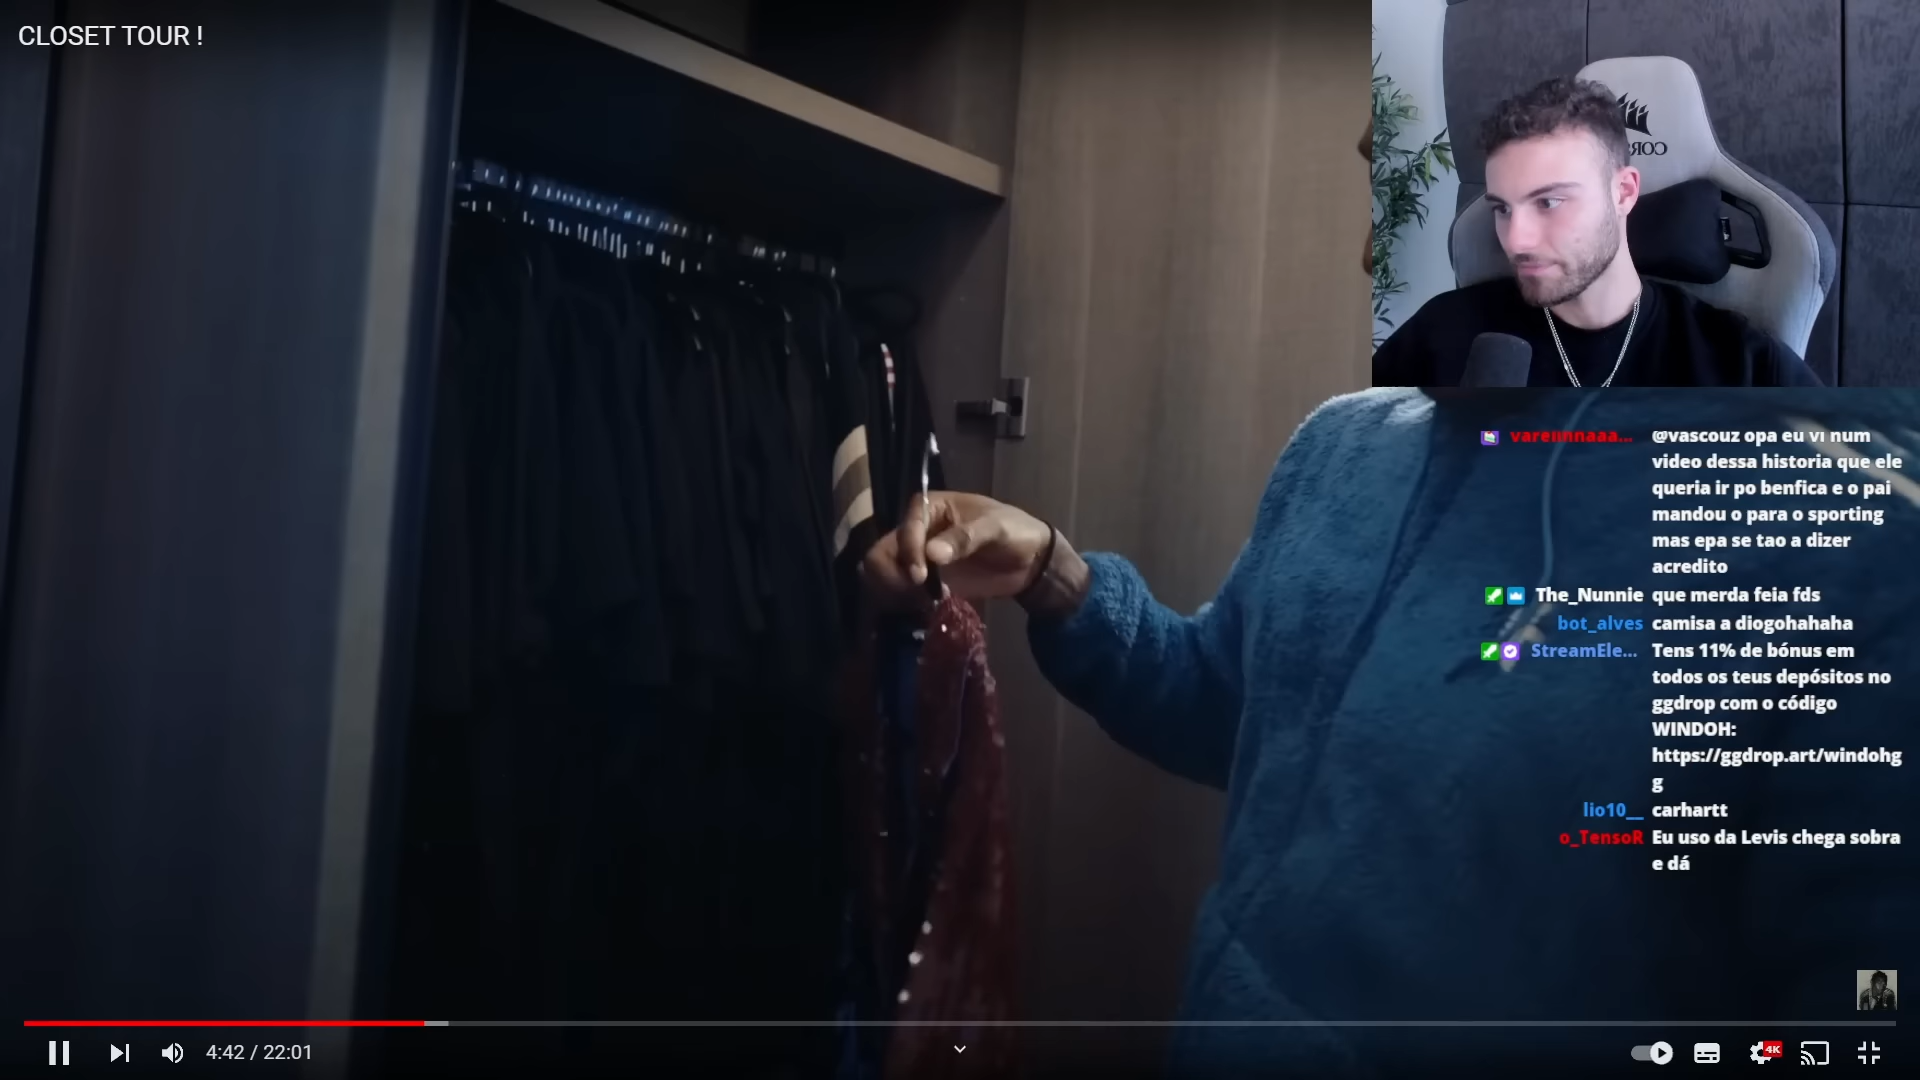 CLOSET TOUR !
@vascouz opa eu vi num
video dessa historia que ele
queria ir po benfica e o pai
mandou o para o sporting
mas epa se tao a dizer
acredito
The_Nunnie que merda feia fds
bot_alves camisa a diogohahaha
StreamEle... Tens 11% de bónus em
todos os teus depósitos no
ggdrop com o código
WINDOH:
https://ggdrop.art/windohg
g
lio10__ carhartt
o_TensoR Eu uso da Levis chega sobra
e dá
4:42 / 22:01
4K